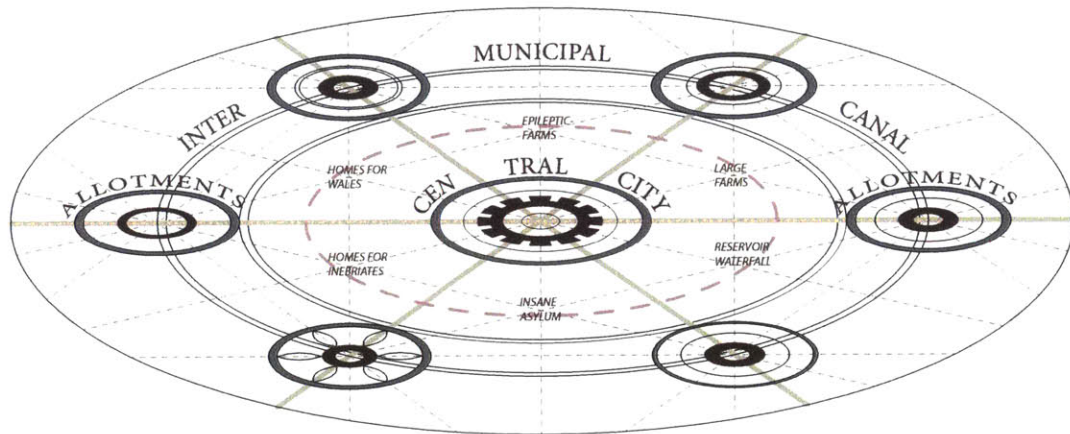 MUNICIPAL
INTER
CANAL
EPILEPTIC
FARMS
HOMES FOR
WALES
CEN
TRAL
CITY
LARGE
FARMS
ALLOTMENTS
ALLOTMENTS
HOMES FOR
INEBRIATES
RESERVOIR
WATERFALL
INSANE
ASYLUM